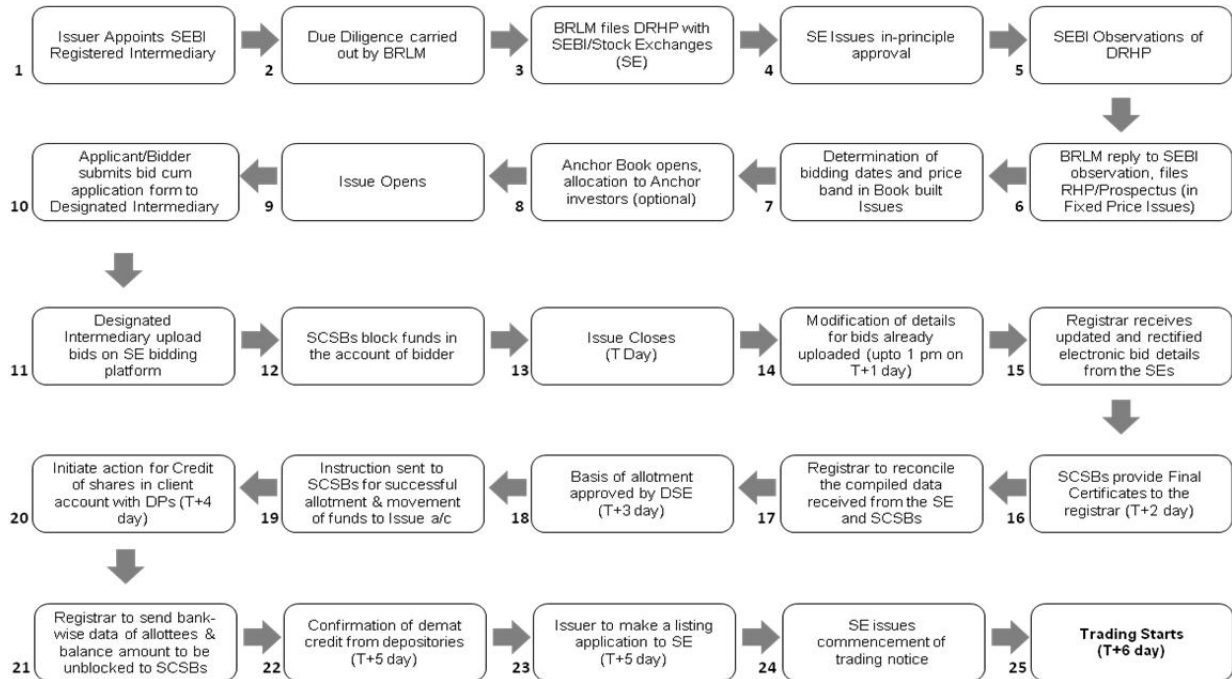 Issuer Appoints SEBI
Registered Intermediary
1
Due Diligence carried
out by BRLM
2
BRLM files DRHP with
SEBI/Stock Exchanges
(SE)
3
SE Issues in-principle
approval
4
SEBI Observations of
DRHP
5
BRLM reply to SEBI
observation, files
RHP/Prospectus (in
Fixed Price Issues)
6
Determination of
bidding dates and price
band in Book built
Issues
7
Anchor Book opens,
allocation to Anchor
investors (optional)
8
Issue Opens
9
Applicant/Bidder
submits bid cum
application form to
Designated Intermediary
10
Designated
Intermediary upload
bids on SE bidding
platform
11
SCSBs block funds in
the account of bidder
12
Issue Closes
(T Day)
13
Modification of details
for bids already
uploaded (upto 1 pm on
T+1 day)
14
Registrar receives
updated and rectified
electronic bid details
from the SEs
15
SCSBs provide Final
Certificates to the
registrar (T+2 day)
16
Registrar to reconcile
the compiled data
received from the SE
and SCSBs
17
Basis of allotment
approved by DSE
(T+3 day)
18
Instruction sent to
SCSBs for successful
allotment & movement
of funds to Issue a/c
19
Initiate action for Credit
of shares in client
account with DPs (T+4
day)
20
Registrar to send bank-
wise data of allottees &
balance amount to be
unblocked to SCSBs
21
Confirmation of demat
credit from depositories
(T+5 day)
22
Issuer to make a listing
application to SE
(T+5 day)
23
SE issues
commencement of
trading notice
24
Trading Starts
(T+6 day)
25